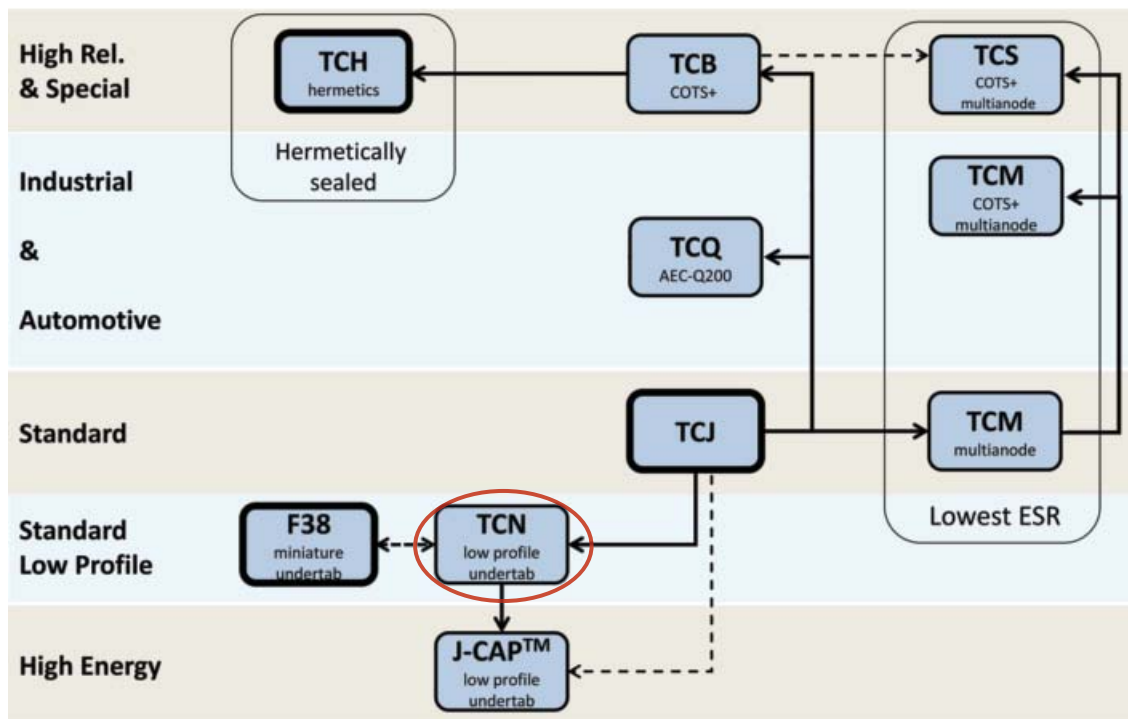 High Rel.
& Special
TCH
hermetics
TCB
COTS+
TCS
COTS+
multianode
Hermetically
sealed
Industrial
&
Automotive
TCM
COTS+
multianode
TCQ
AEC-Q200
Standard
TCJ
TCM
multianode
Lowest ESR
Standard
Low Profile
F38
miniature
undertab
TCN
low profile
undertab
High Energy
J-CAP™
low profile
undertab